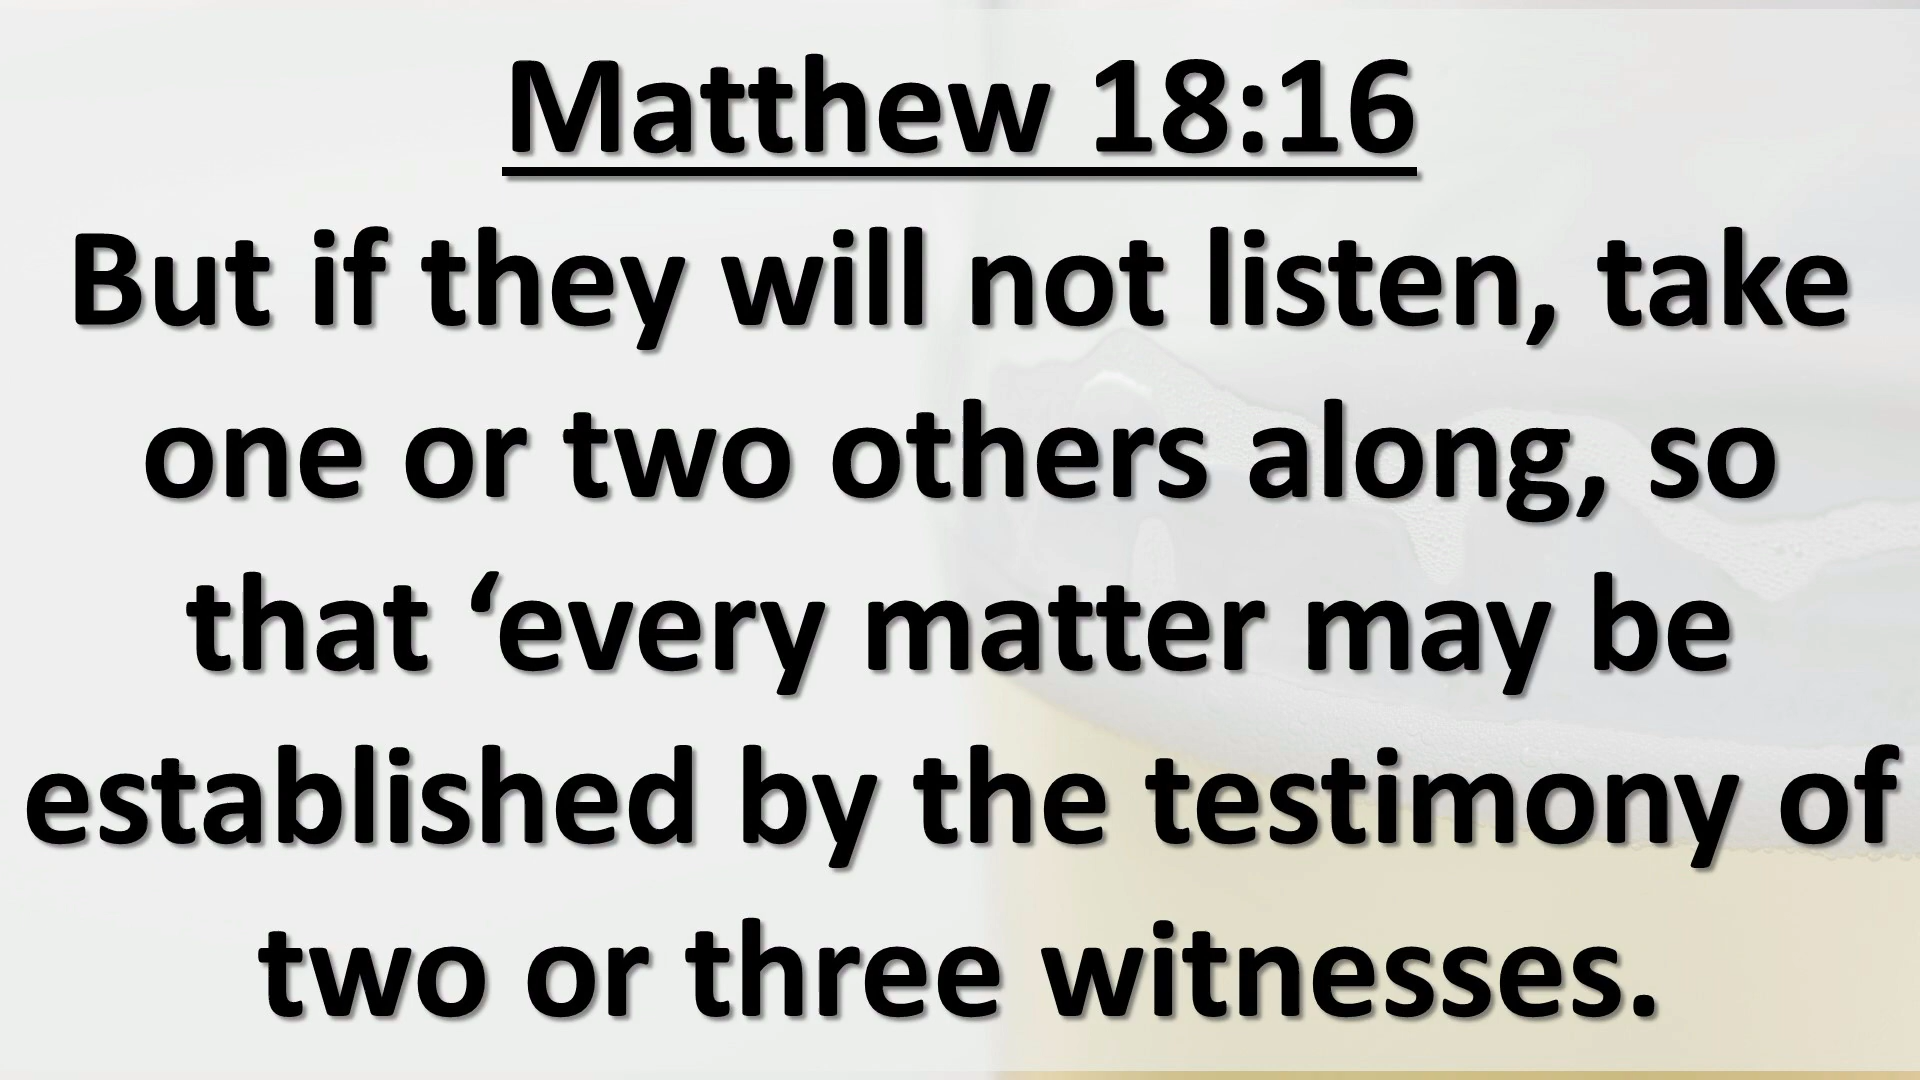 Matthew 18:16
But if they will not listen, take
one or two others along, so
that ‘every matter may be
established by the testimony of
two or three witnesses.